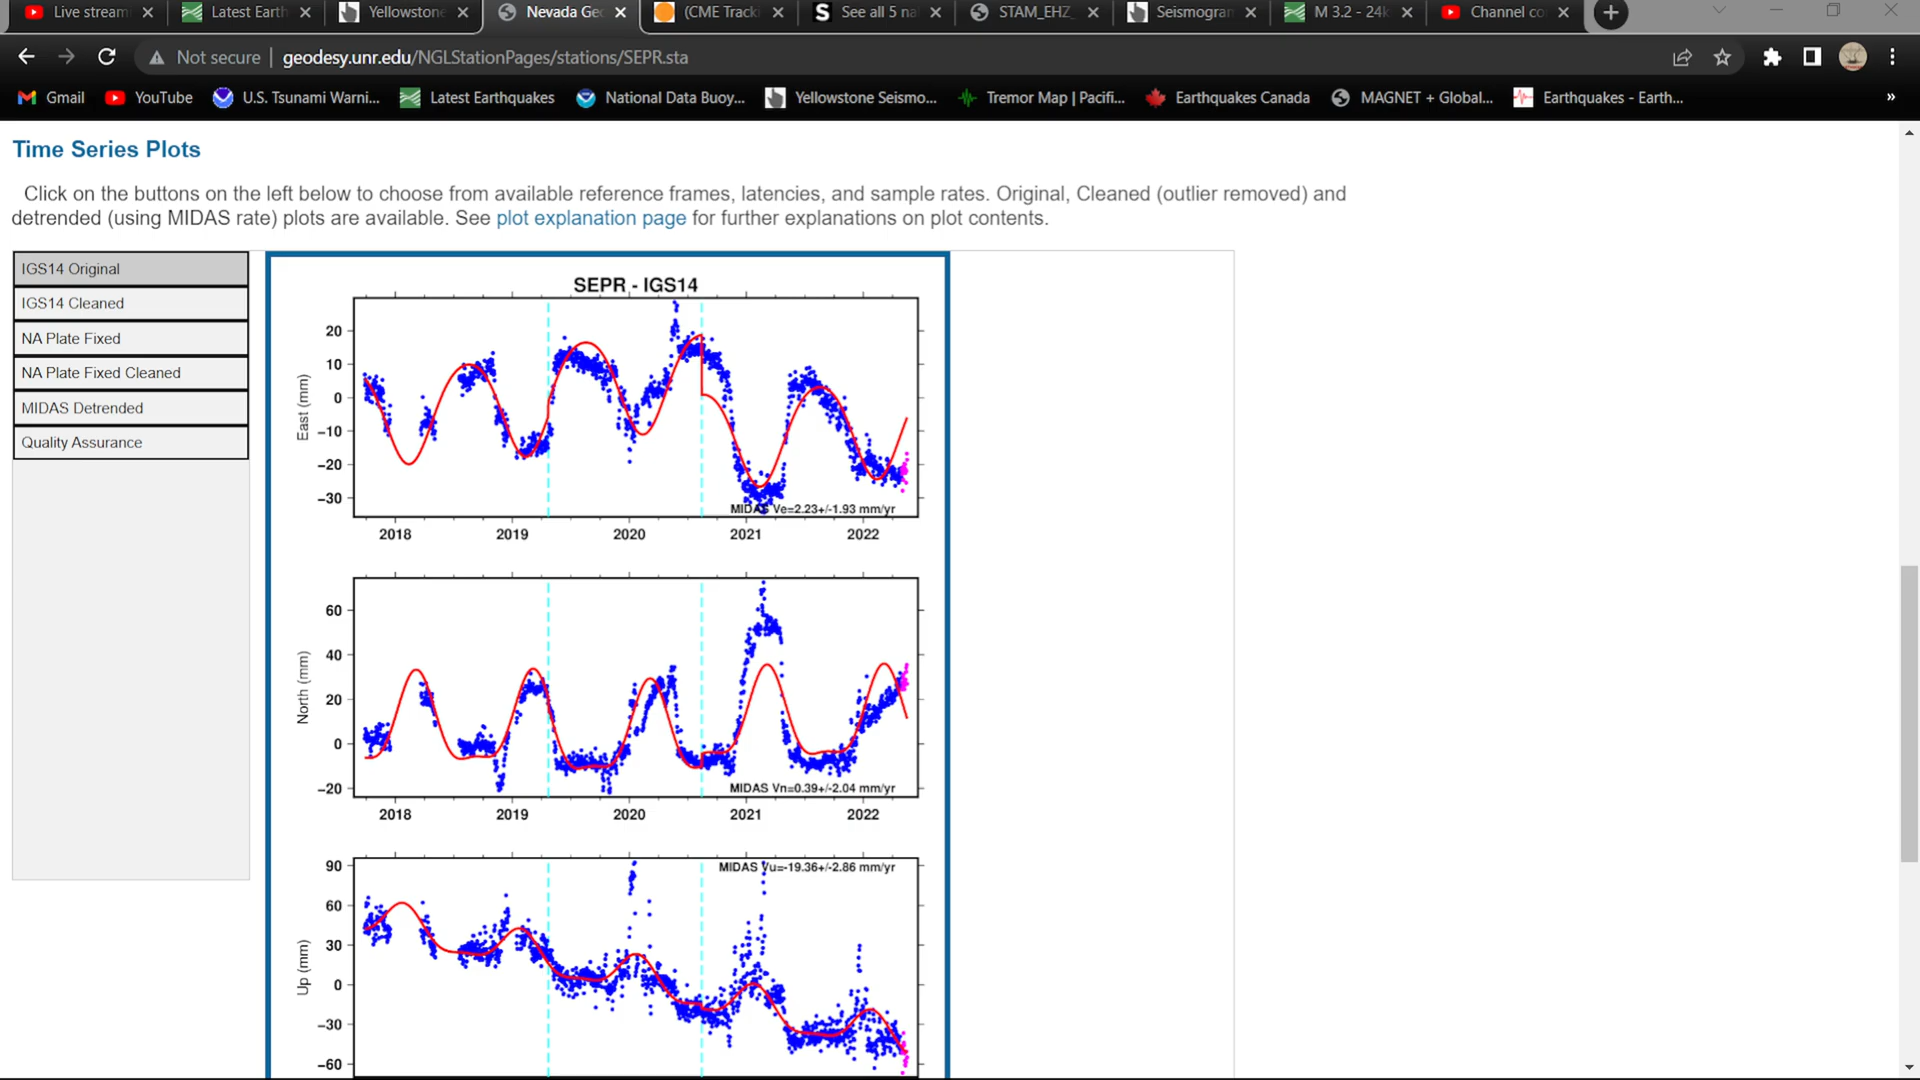 Live stream
Latest Earth
Yellowstone
Nevada Geo
(CME Track
See all 5 na
STAM_EHZ_
Seismogram
M 3.2 - 24k
Channel co
Not secure
geodesy.unr.edu/NGLStationPages/stations/SEPR.sta
Gmail
YouTube
U.S. Tsunami Warni...
Latest Earthquakes
National Data Buoy...
Yellowstone Seismo...
Tremor Map | Pacifi...
Earthquakes Canada
MAGNET + Global...
Earthquakes - Earth...
»
Time Series Plots
Click on the buttons on the left below to choose from available reference frames, latencies, and sample rates. Original, Cleaned (outlier removed) and
detrended (using MIDAS rate) plots are available. See plot explanation page for further explanations on plot contents.
IGS14 Original
IGS14 Cleaned
NA Plate Fixed
NA Plate Fixed Cleaned
MIDAS Detrended
Quality Assurance
SEPR - IGS14
East (mm)
20
10
0
−10
−20
−30
MIDAS Ve=2.23+/-1.93 mm/yr
2018 2019 2020 2021 2022
North (mm)
60
40
20
0
−20
MIDAS Vn=0.39+/-2.04 mm/yr
2018 2019 2020 2021 2022
Up (mm)
90
60
30
0
−30
−60
MIDAS Vu=-19.36+/-2.86 mm/yr